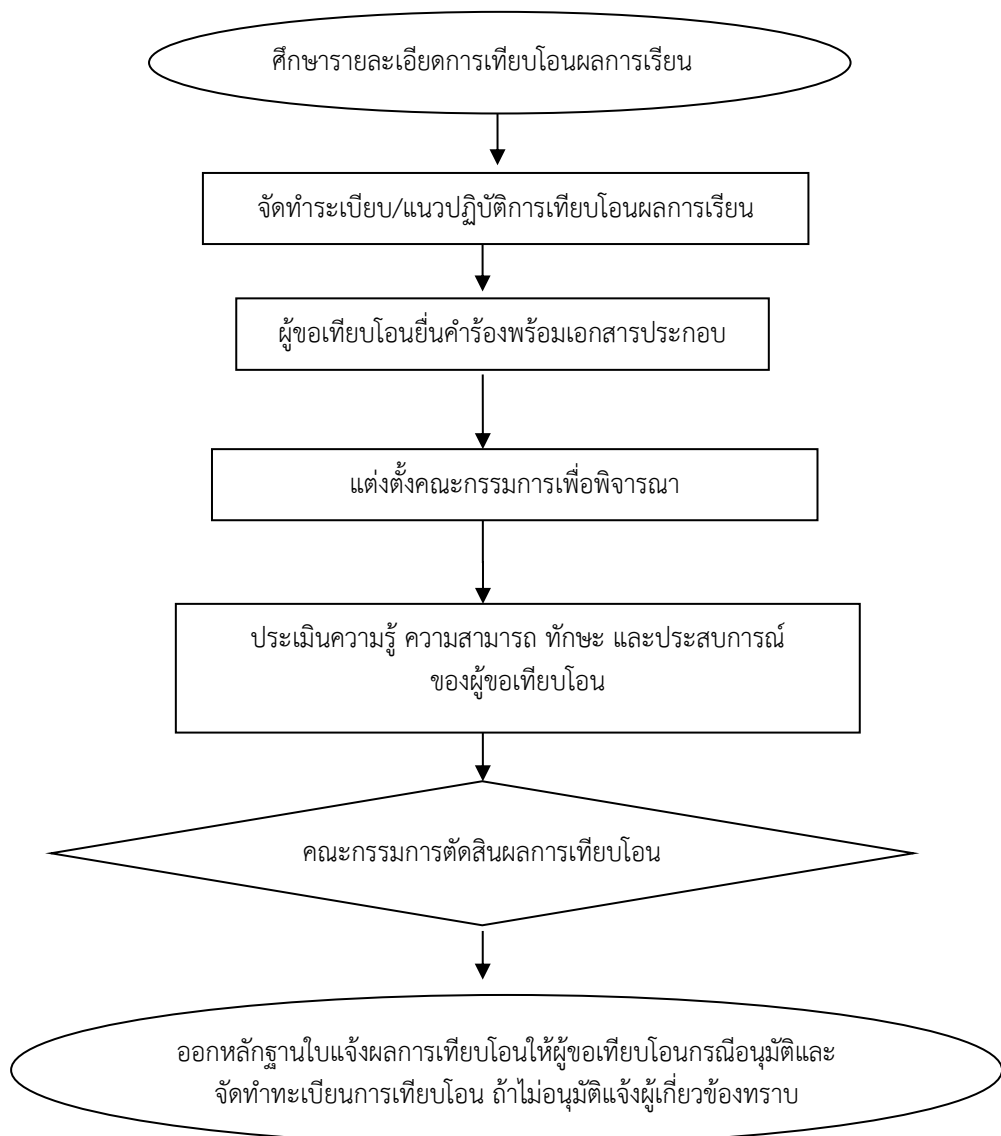 ศึกษารายละเอียดการเทียบโอนผลการเรียน
จัดทำระเบียบ/แนวปฏิบัติการเทียบโอนผลการเรียน
ผู้ขอเทียบโอนยื่นคำร้องพร้อมเอกสารประกอบ
แต่งตั้งคณะกรรมการเพื่อพิจารณา
ประเมินความรู้ ความสามารถ ทักษะ และประสบการณ์
ของผู้ขอเทียบโอน
คณะกรรมการตัดสินผลการเทียบโอน
ออกหลักฐานใบแจ้งผลการเทียบโอนให้ผู้ขอเทียบโอนกรณีอนุมัติและ
จัดทำทะเบียนการเทียบโอน ถ้าไม่อนุมัติแจ้งผู้เกี่ยวข้องทราบ